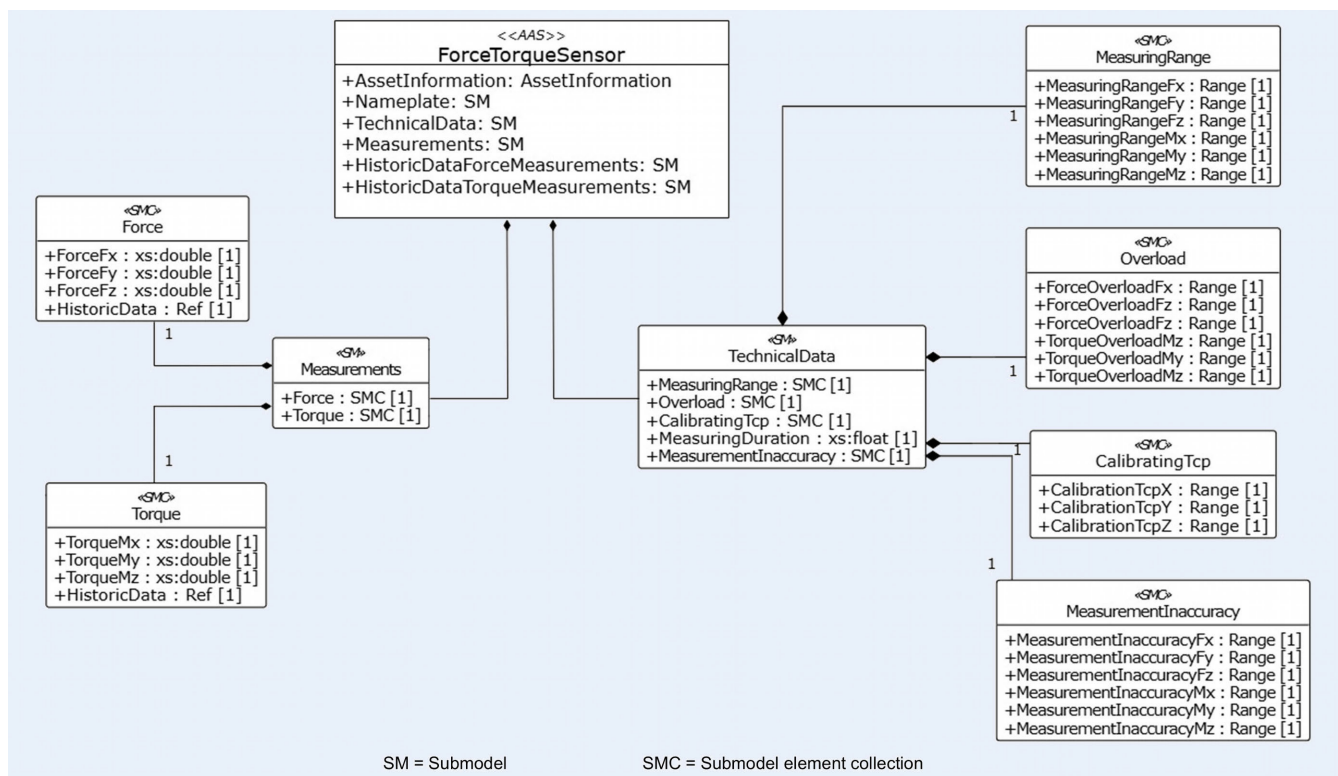 <<AAS>>
ForceTorqueSensor
+AssetInformation: AssetInformation
+Nameplate: SM
+TechnicalData: SM
+Measurements: SM
+HistoricDataForceMeasurements: SM
+HistoricDataTorqueMeasurements: SM
«SMC»
MeasuringRange
+MeasuringRangeFx : Range [1]
+MeasuringRangeFy : Range [1]
+MeasuringRangeFz : Range [1]
+MeasuringRangeMx : Range [1]
+MeasuringRangeMy : Range [1]
+MeasuringRangeMz : Range [1]
1
«SMC»
Force
+ForceFx : xs:double [1]
+ForceFy : xs:double [1]
+ForceFz : xs:double [1]
+HistoricData : Ref [1]
1
«SMC»
Overload
+ForceOverloadFx : Range [1]
+ForceOverloadFz : Range [1]
+ForceOverloadFz : Range [1]
+TorqueOverloadMz : Range [1]
+TorqueOverloadMy : Range [1]
+TorqueOverloadMz : Range [1]
1
«SM»
Measurements
+Force : SMC [1]
+Torque : SMC [1]
«SM»
TechnicalData
+MeasuringRange : SMC [1]
+Overload : SMC [1]
+CalibratingTcp : SMC [1]
+MeasuringDuration : xs:float [1]
+MeasurementInaccuracy : SMC [1]
1
«SMC»
CalibratingTcp
+CalibrationTcpX : Range [1]
+CalibrationTcpY : Range [1]
+CalibrationTcpZ : Range [1]
1
«SMC»
Torque
+TorqueMx : xs:double [1]
+TorqueMy : xs:double [1]
+TorqueMz : xs:double [1]
+HistoricData : Ref [1]
1
«SMC»
MeasurementInaccuracy
+MeasurementInaccuracyFx : Range [1]
+MeasurementInaccuracyFy : Range [1]
+MeasurementInaccuracyFz : Range [1]
+MeasurementInaccuracyMx : Range [1]
+MeasurementInaccuracyMy : Range [1]
+MeasurementInaccuracyMz : Range [1]
SM = Submodel
SMC = Submodel element collection